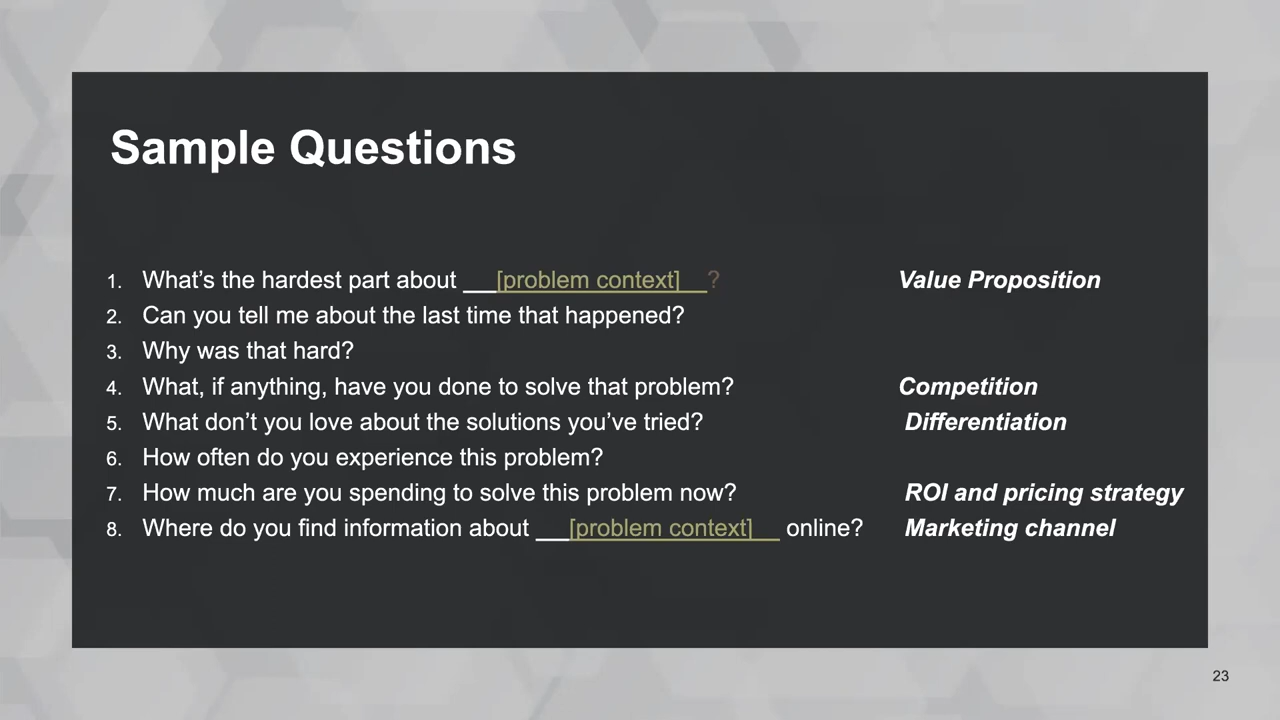 Sample Questions
1. What’s the hardest part about ___[problem context]__? Value Proposition
2. Can you tell me about the last time that happened?
3. Why was that hard?
4. What, if anything, have you done to solve that problem? Competition
5. What don’t you love about the solutions you’ve tried? Differentiation
6. How often do you experience this problem?
7. How much are you spending to solve this problem now? ROI and pricing strategy
8. Where do you find information about ___[problem context]__ online? Marketing channel
23